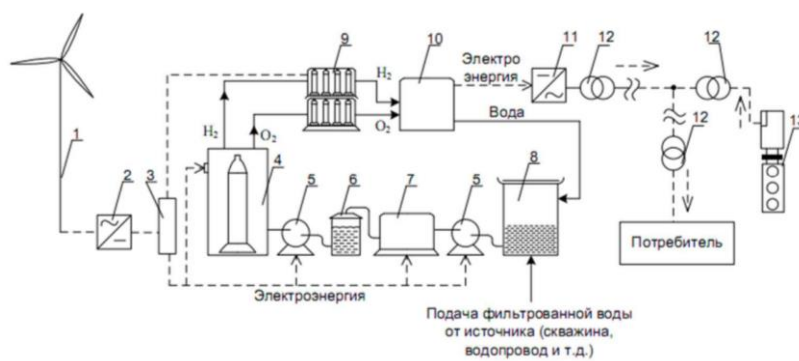 1
2
3
H₂
O₂
4
5
6
7
5
8
9
H₂
O₂
10
Электро
энергия
Вода
11
12
12
12
13
Потребитель
Электроэнергия
Подача фильтрованной воды
от источника (скважина,
водопровод и т.д.)